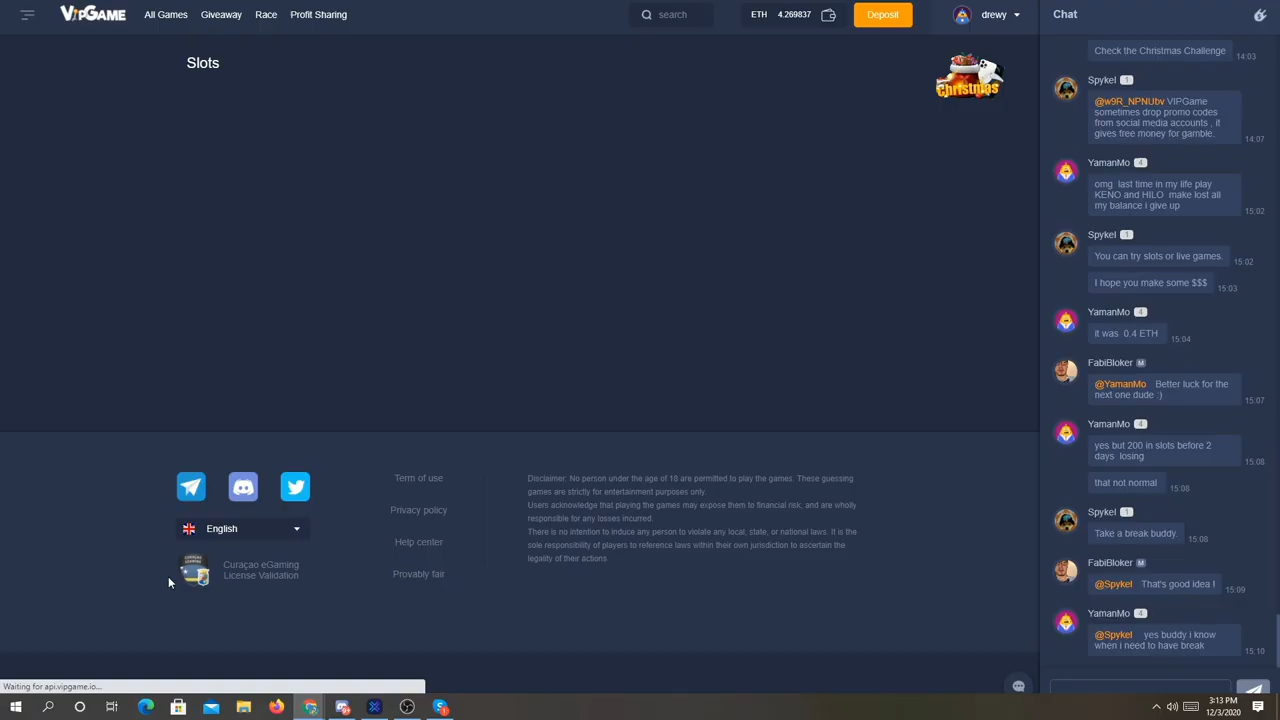 VIPGAME All Games Giveaway Race Profit Sharing search ETH 4.269837 Deposit drewy Chat
Slots
Christmas
Check the Christmas Challenge
14:03
Spykel 1
@w9R_NPNUbv VIPGame
sometimes drop promo codes
from social media accounts , it
gives free money for gamble.
14:07
YamanMo 4
omg last time in my life play
KENO and HILO make lost all
my balance i give up
15:02
Spykel 1
You can try slots or live games.
15:02
I hope you make some $$$
15:03
YamanMo 4
it was 0.4 ETH
15:04
FabiBloker M
@YamanMo Better luck for the
next one dude :)
15:07
YamanMo 4
yes but 200 in slots before 2
days losing
15:08
that not normal
15:08
Spykel 1
Take a break buddy.
15:08
FabiBloker M
@Spykel That's good idea !
15:09
YamanMo 4
@Spykel yes buddy i know
when i need to have break
15:10
English
Curaçao eGaming
License Validation
Term of use
Privacy policy
Help center
Provably fair
Disclaimer: No person under the age of 18 are permitted to play the games. These guessing
games are strictly for entertainment purposes only.
Users acknowledge that playing the games may expose them to financial risk, and are wholly
responsible for any losses incurred.
There is no intention to induce any person to violate any local, state, or national laws. It is the
sole responsibility of players to reference laws within their own jurisdiction to ascertain the
legality of their actions
Waiting for api.vipgame.io...
3:13 PM
12/3/2020